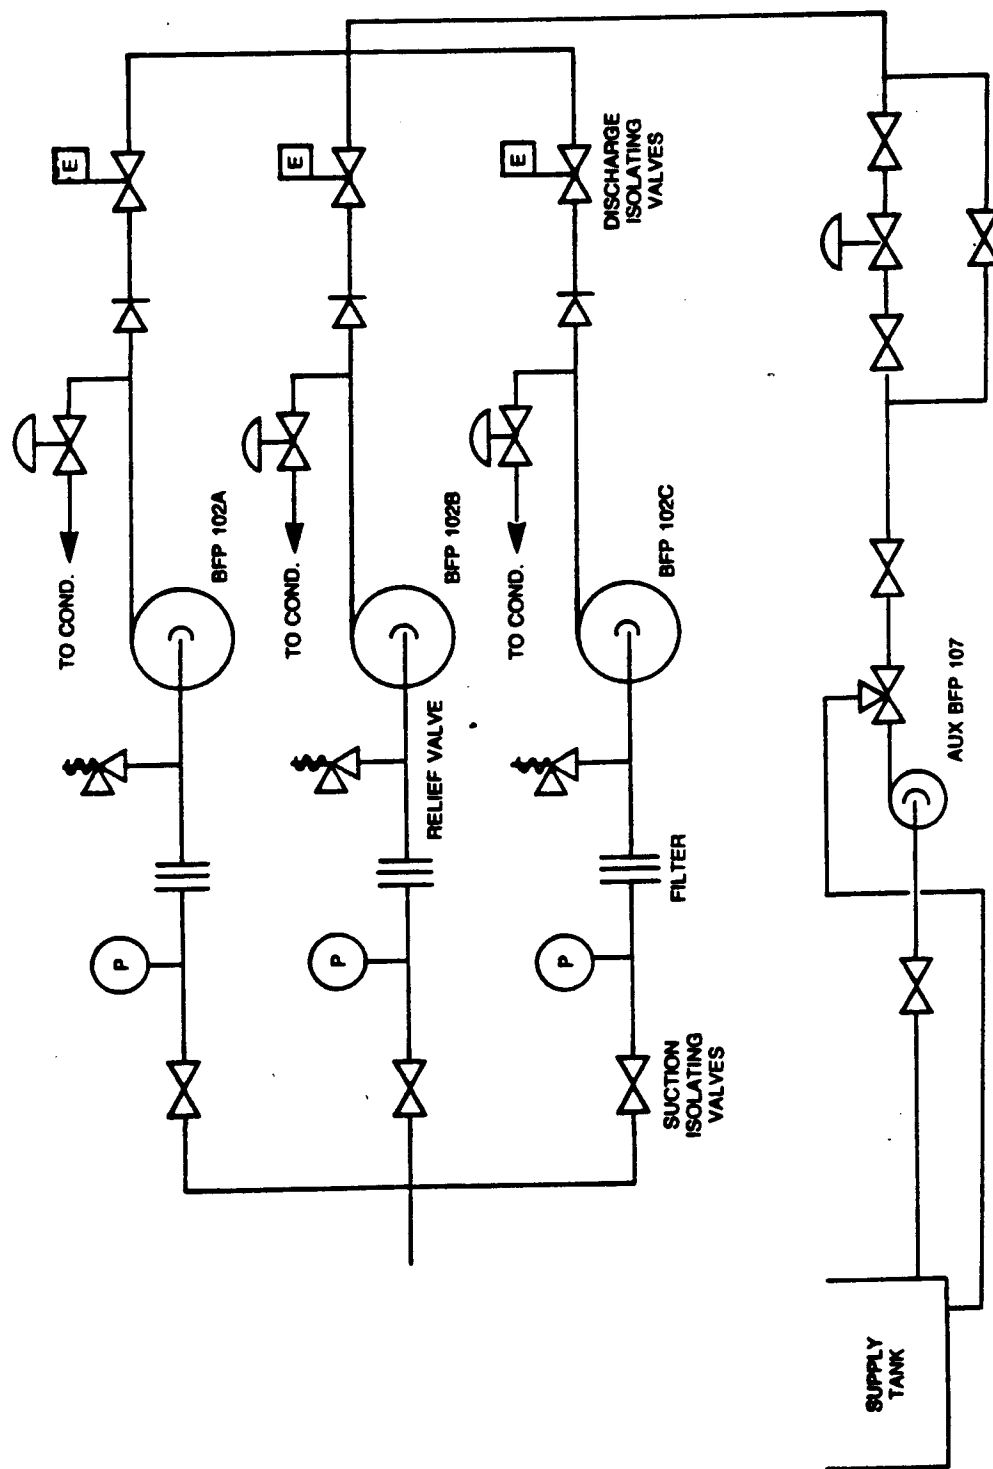 E
E
E
DISCHARGE
ISOLATING
VALVES
TO COND.
BFP 102A
TO COND.
BFP 102B
TO COND.
BFP 102C
RELIEF VALVE
FILTER
P
P
P
SUCTION
ISOLATING
VALVES
AUX BFP 107
SUPPLY
TANK